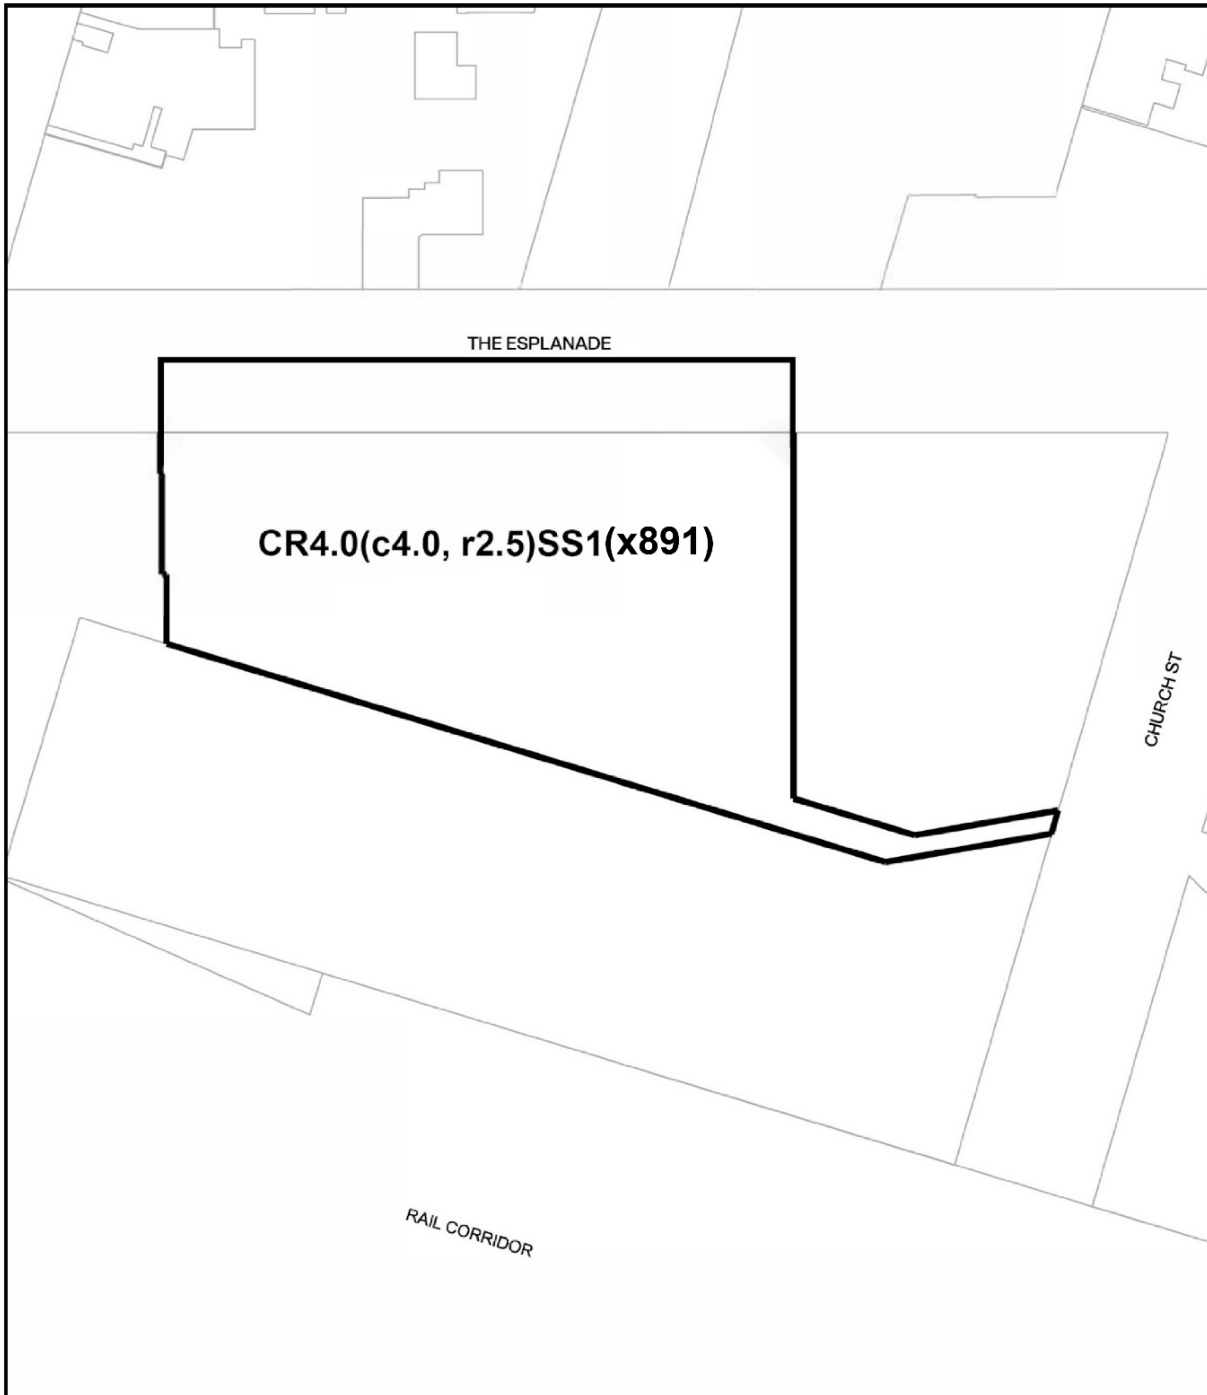 THE ESPLANADE
CR4.0(c4.0, r2.5)SS1(x891)
CHURCH ST
RAIL CORRIDOR